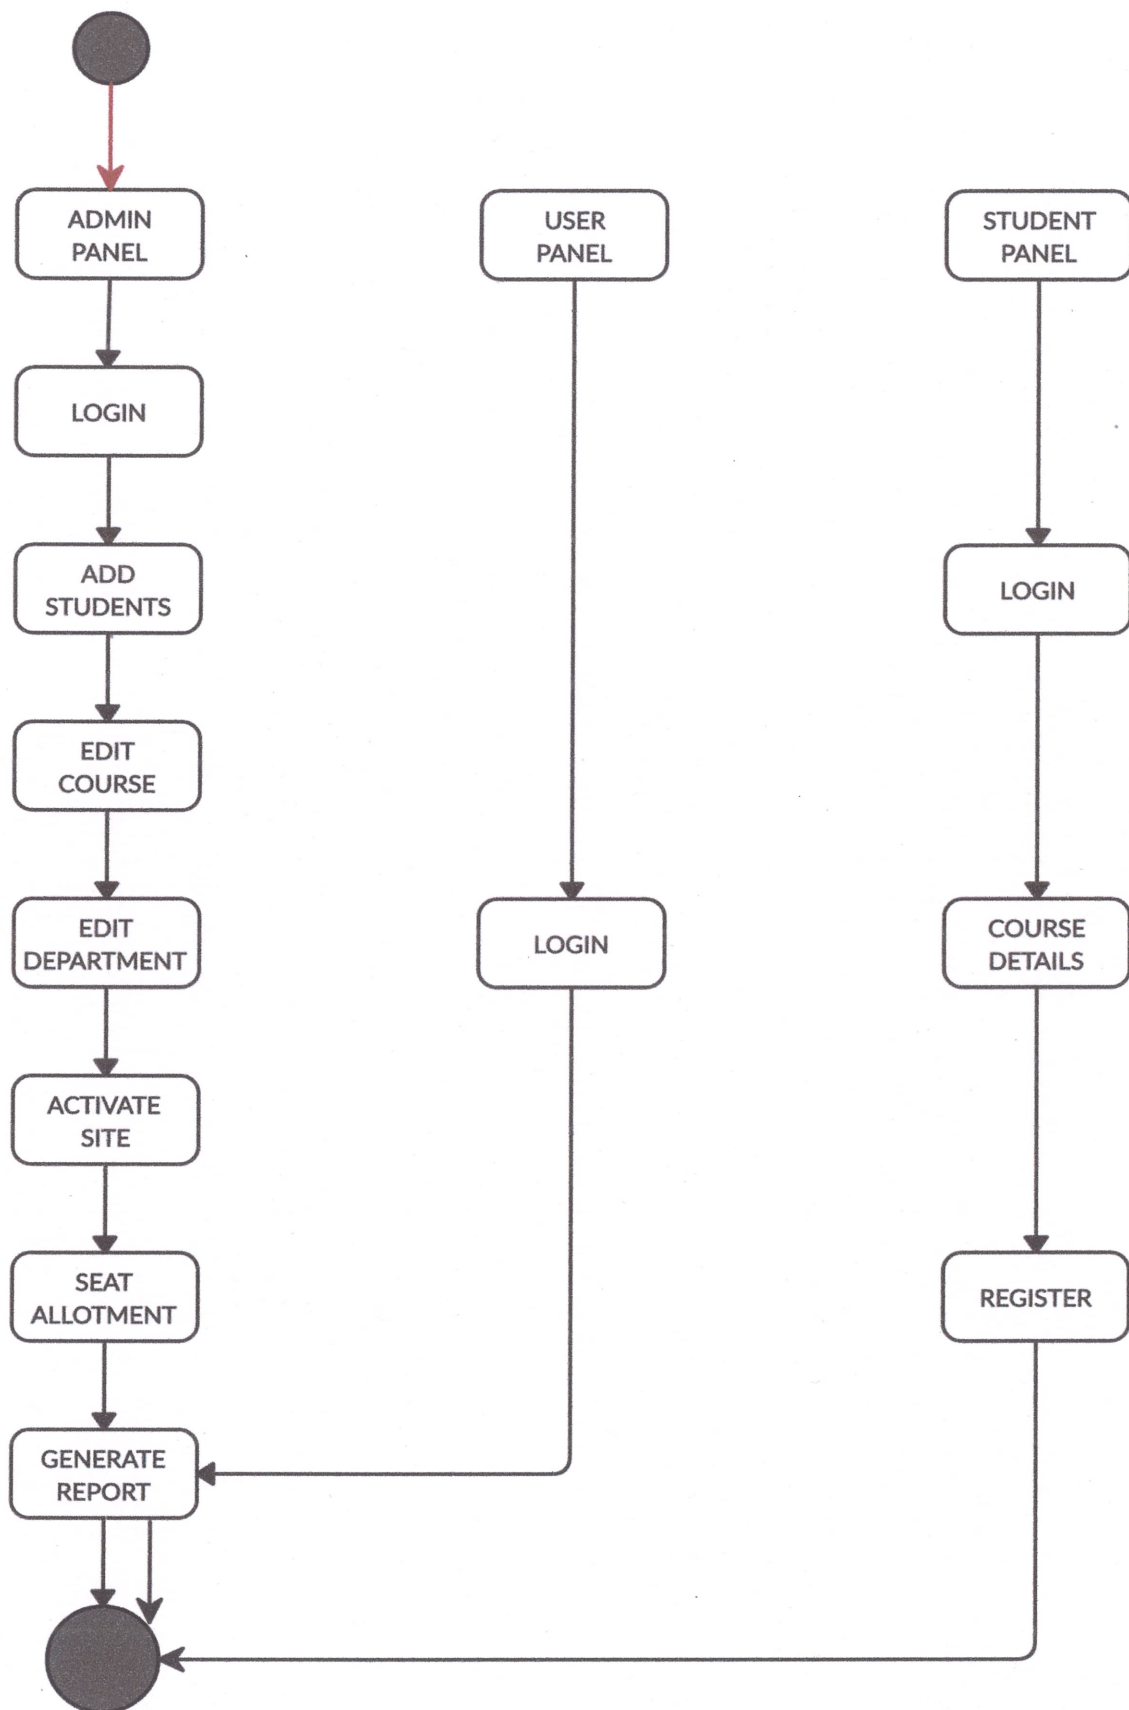 ADMIN
PANEL
USER
PANEL
STUDENT
PANEL
LOGIN
ADD
STUDENTS
LOGIN
EDIT
COURSE
EDIT
DEPARTMENT
LOGIN
COURSE
DETAILS
ACTIVATE
SITE
SEAT
ALLOTMENT
REGISTER
GENERATE
REPORT